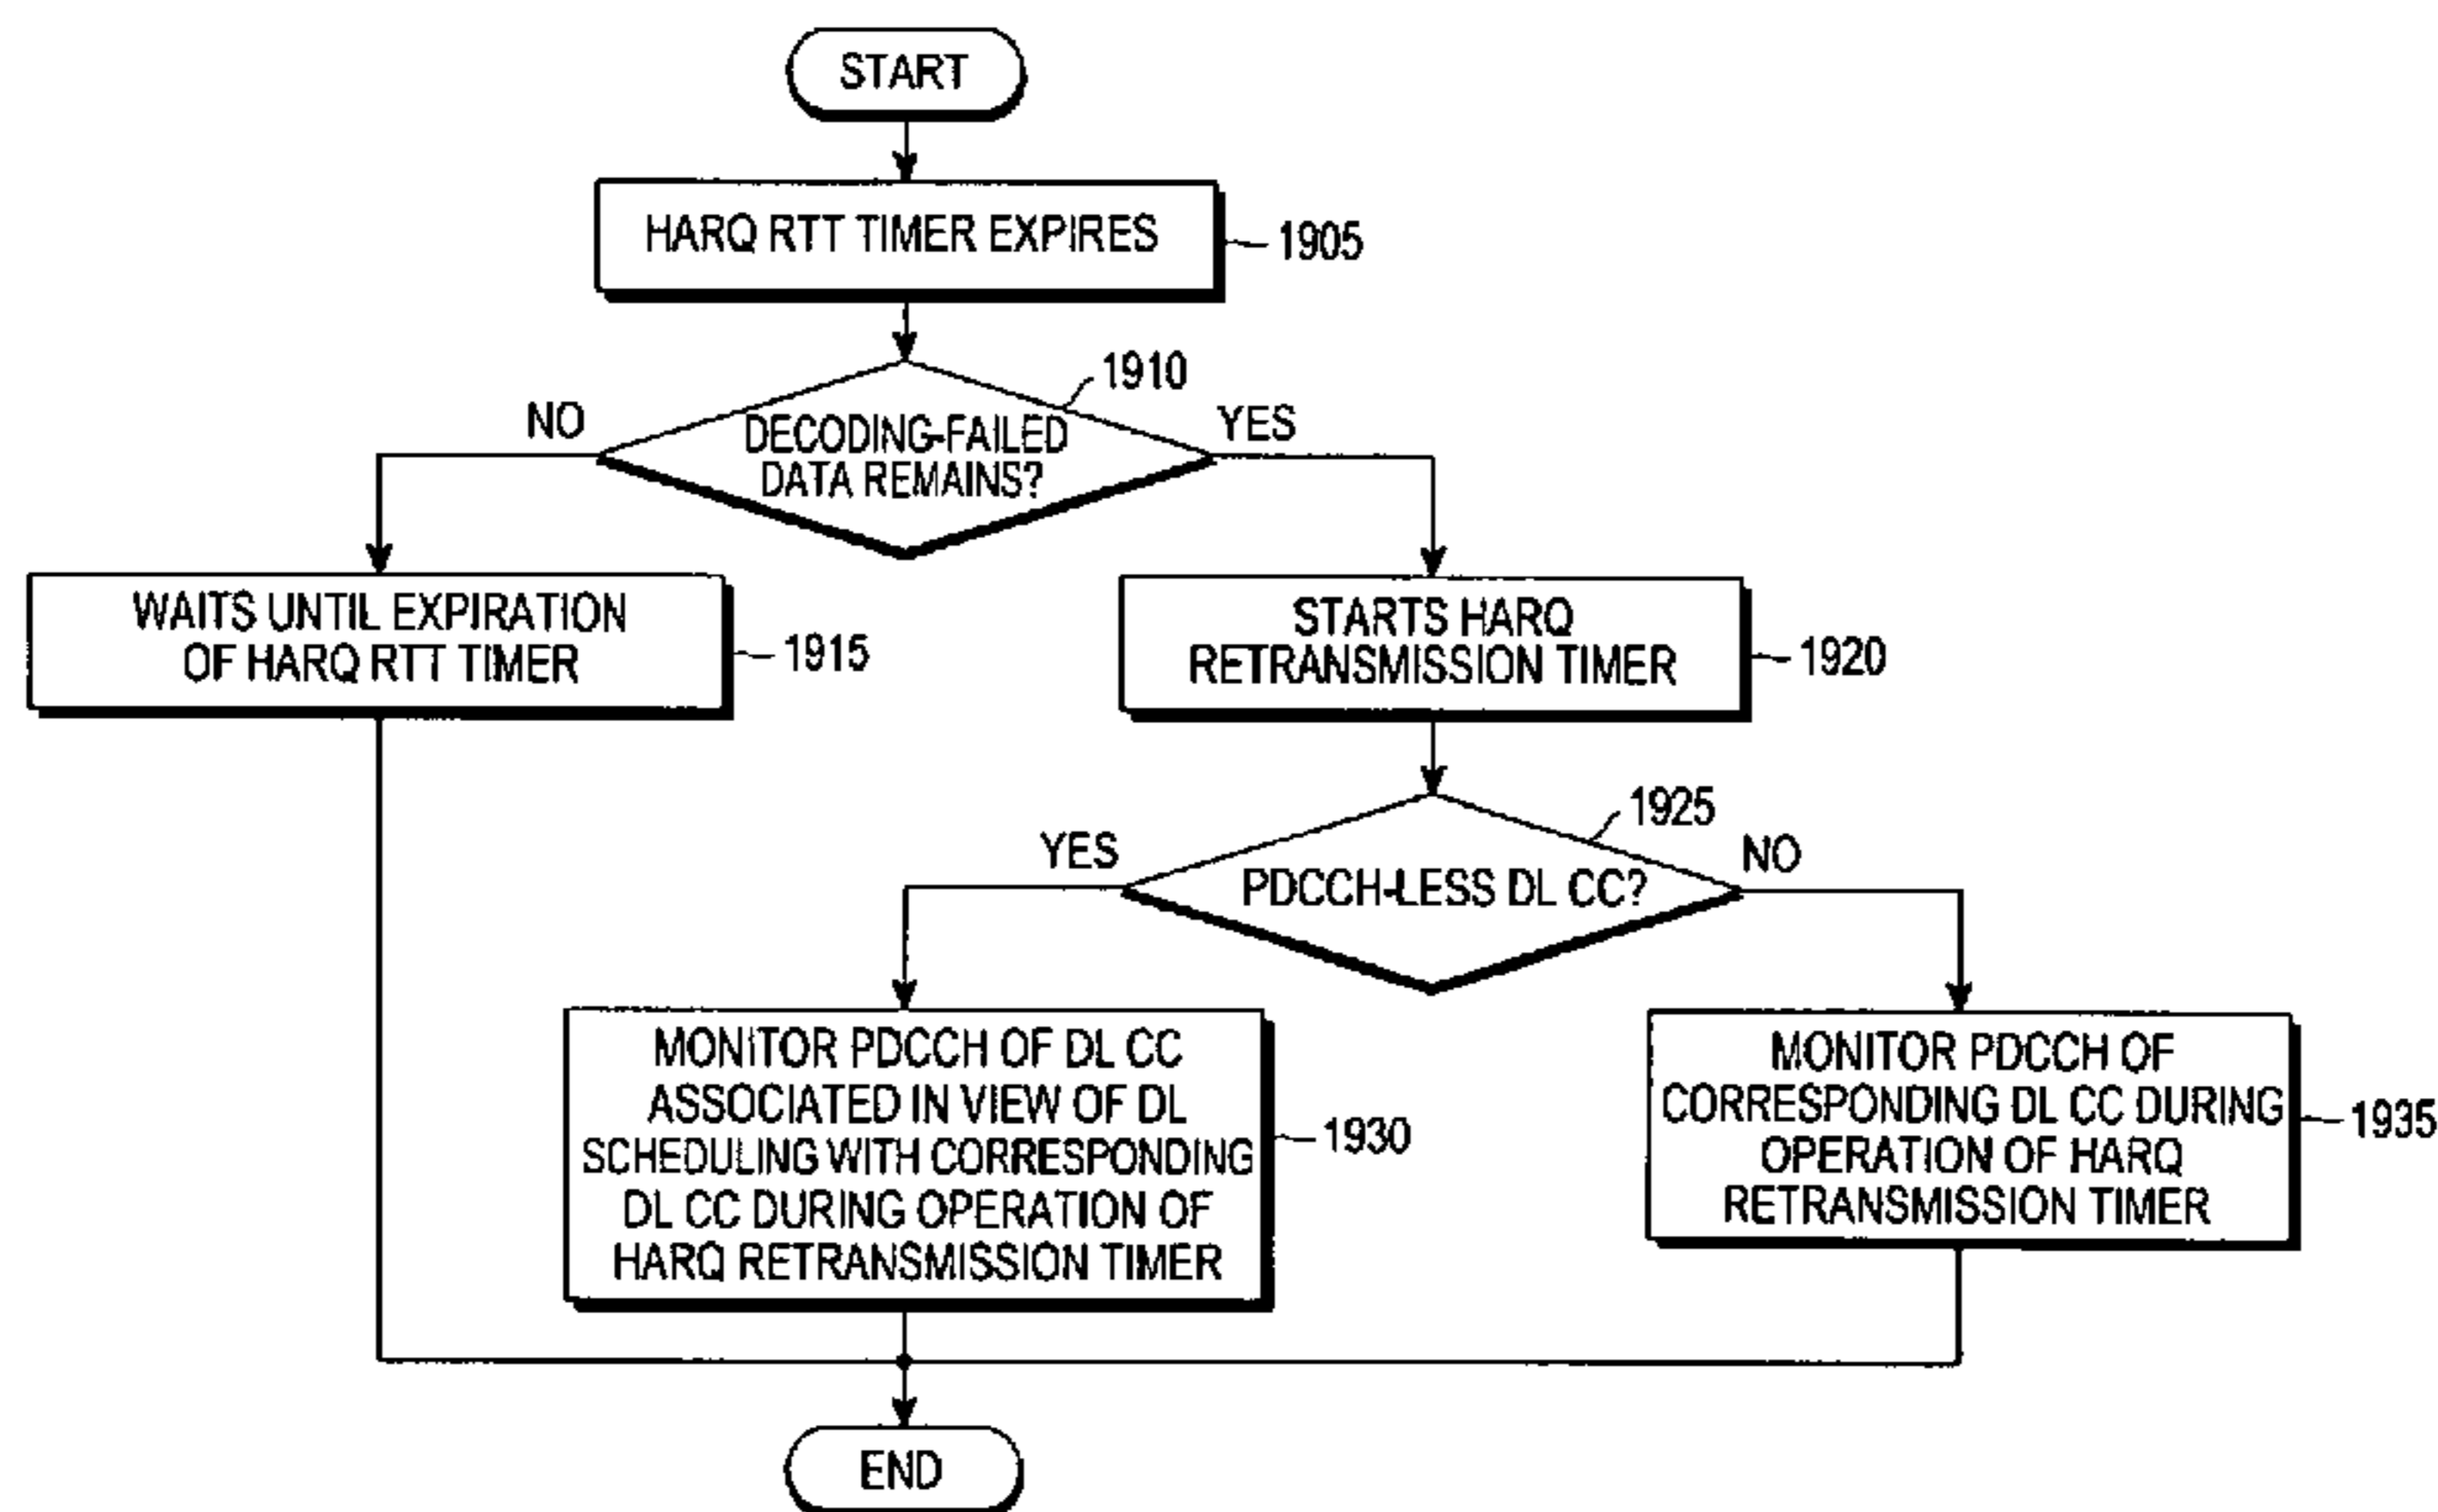 START
HARQ RTT TIMER EXPIRES
1905
1910
NO
DECODING-FAILED
DATA REMAINS?
YES
WAITS UNTIL EXPIRATION
OF HARQ RTT TIMER
1915
STARTS HARQ
RETRANSMISSION TIMER
1920
1925
YES
PDCCH-LESS DL CC?
NO
MONITOR PDCCH OF DL CC
ASSOCIATED IN VIEW OF DL
SCHEDULING WITH CORRESPONDING
DL CC DURING OPERATION OF
HARQ RETRANSMISSION TIMER
1930
MONITOR PDCCH OF
CORRESPONDING DL CC DURING
OPERATION OF HARQ
RETRANSMISSION TIMER
1935
END